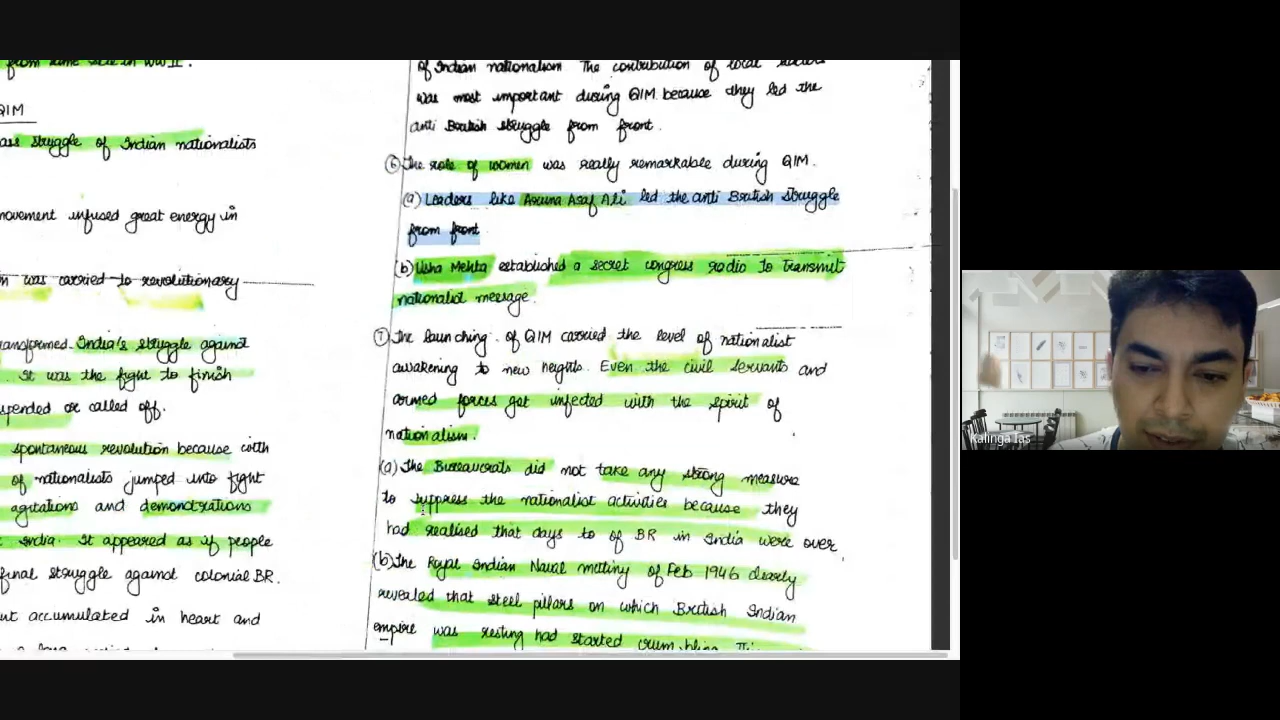 from same side in WW II.
QIM
ass struggle of Indian nationalists
movement infused great energy in
n was carried to revolutionary
ansformed India's struggle against
. It was the fight to finish
spended or called off.
spontaneous revolution because with
of nationalists jumped into fight
agitations and demonstrations
India. It appeared as if people
final struggle against colonial BR.
ut accumulated in heart and
of Indian nationalism The contribution of local leaders
was most important during QIM because they led the
anti British struggle from front.
⑥ The role of women was really remarkable during QIM.
(a) Leaders like Aruna Asaf Ali led the anti British struggle
from front
(b) Usha Mehta established a secret congress radio to transmit
nationalist message.
⑦ The launching of QIM carried the level of nationalist
awakening to new heights. Even the civil servants and
armed forces get infected with the spirit of
nationalism.
(a) The Bureaucrats did not take any strong measure
to suppress the nationalist activities because they
had realised that days to of BR in India were over
(b) The Royal Indian Naval mutiny of Feb 1946 clearly
revealed that steel pillars on which British Indian
empire was resting had started crumbling
Kalinga Ias